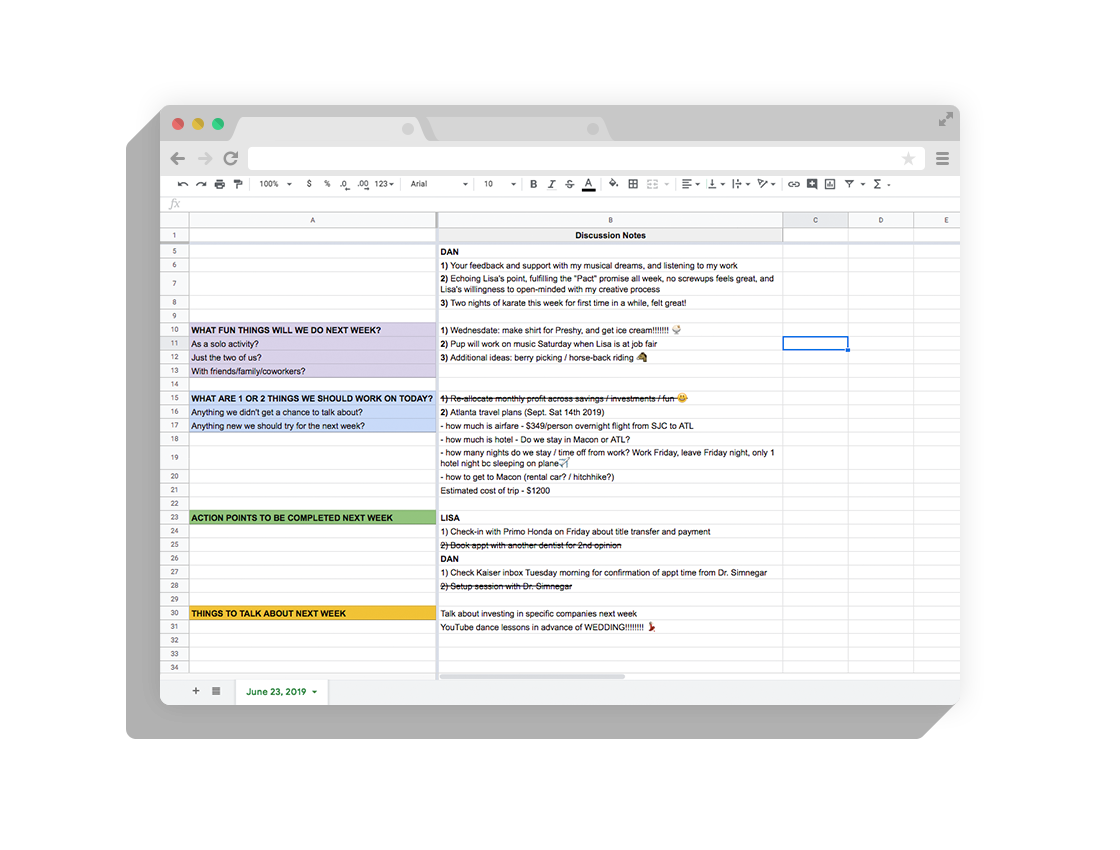 100% $ % .0 .00 123 Arial 10 B I S A
fx
A B C D E
1 Discussion Notes
5 DAN
6 1) Your feedback and support with my musical dreams, and listening to my work
7 2) Echoing Lisa's point, fulfilling the "Pact" promise all week, no screwups feels great, and
Lisa's willingness to open-minded with my creative process
8 3) Two nights of karate this week for first time in a while, felt great!
9
10 WHAT FUN THINGS WILL WE DO NEXT WEEK? 1) Wednesdate: make shirt for Preshy, and get ice cream!!!!!!! 🍨
11 As a solo activity? 2) Pup will work on music Saturday when Lisa is at job fair
12 Just the two of us? 3) Additional ideas: berry picking / horse-back riding 🐴
13 With friends/family/coworkers?
14
15 WHAT ARE 1 OR 2 THINGS WE SHOULD WORK ON TODAY? 1) Re-allocate monthly profit across savings / investments / fun 😀
16 Anything we didn't get a chance to talk about? 2) Atlanta travel plans (Sept. Sat 14th 2019)
17 Anything new we should try for the next week? - how much is airfare - $349/person overnight flight from SJC to ATL
18 - how much is hotel - Do we stay in Macon or ATL?
19 - how many nights do we stay / time off from work? Work Friday, leave Friday night, only 1
hotel night bc sleeping on plane✈️
20 - how to get to Macon (rental car? / hitchhike?)
21 Estimated cost of trip - $1200
22
23 ACTION POINTS TO BE COMPLETED NEXT WEEK LISA
24 1) Check-in with Primo Honda on Friday about title transfer and payment
25 2) Book appt with another dentist for 2nd opinion
26 DAN
27 1) Check Kaiser inbox Tuesday morning for confirmation of appt time from Dr. Simnegar
28 2) Setup session with Dr. Simnegar
29
30 THINGS TO TALK ABOUT NEXT WEEK Talk about investing in specific companies next week
31 YouTube dance lessons in advance of WEDDING!!!!!!!! 💃
32
33
34
June 23, 2019